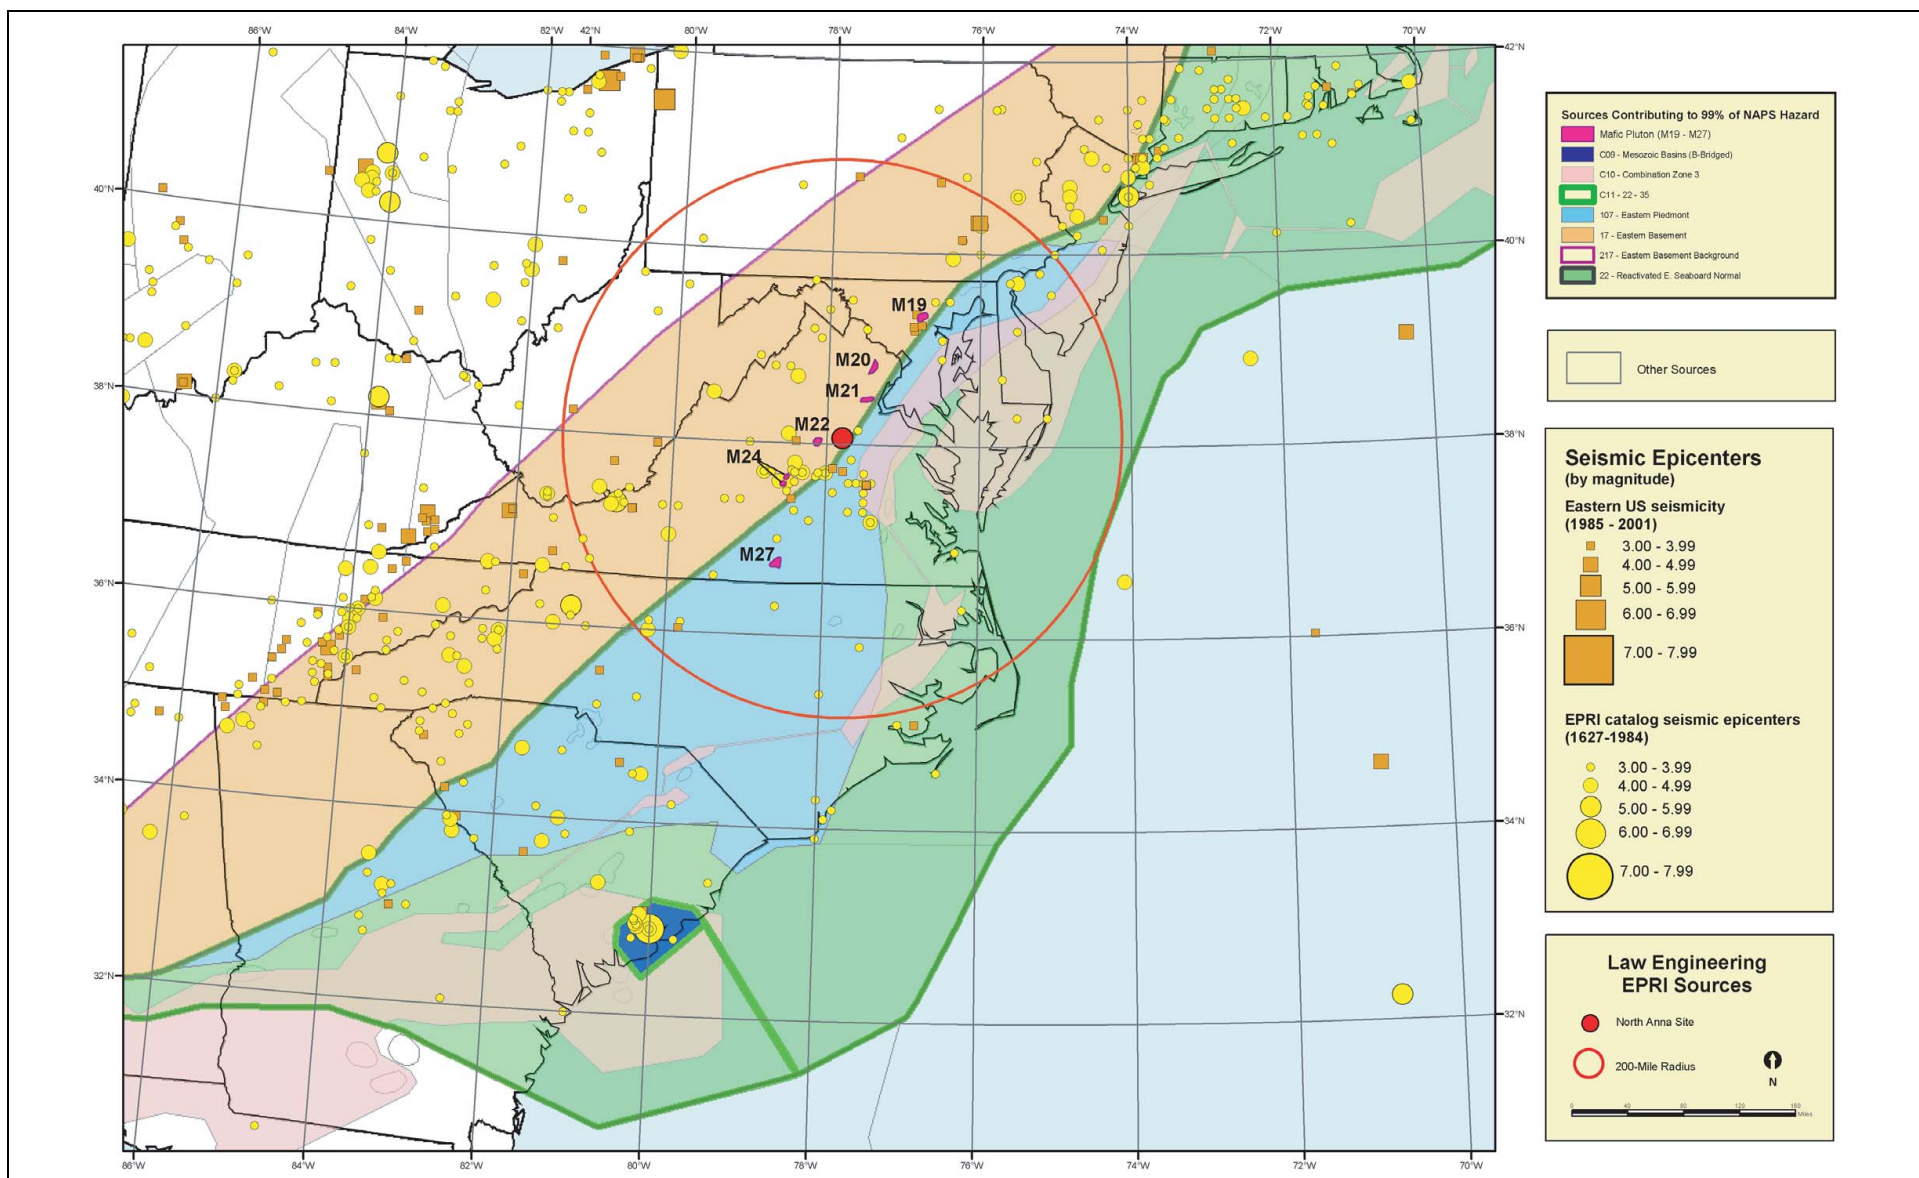 86°W 84°W 82°W 42°N 80°W 78°W 76°W 74°W 72°W 70°W
42°N
40°N
40°N
38°N
38°N
36°N
36°N
34°N
34°N
32°N
32°N
86°W 84°W 82°W 80°W 78°W 76°W 74°W 72°W 70°W
M19
M20
M21
M22
M24
M27
Sources Contributing to 99% of NAPS Hazard
Mafic Pluton (M19 - M27)
C09 - Mesozoic Basins (B-Bridged)
C10 - Combination Zone 3
C11 - 22 - 35
107 - Eastern Piedmont
17 - Eastern Basement
217 - Eastern Basement Background
22 - Reactivated E. Seaboard Normal
Other Sources
Seismic Epicenters
(by magnitude)
Eastern US seismicity
(1985 - 2001)
3.00 - 3.99
4.00 - 4.99
5.00 - 5.99
6.00 - 6.99
7.00 - 7.99
EPRI catalog seismic epicenters
(1627-1984)
3.00 - 3.99
4.00 - 4.99
5.00 - 5.99
6.00 - 6.99
7.00 - 7.99
Law Engineering
EPRI Sources
North Anna Site
200-Mile Radius
N
0 40 80 120 160
Miles